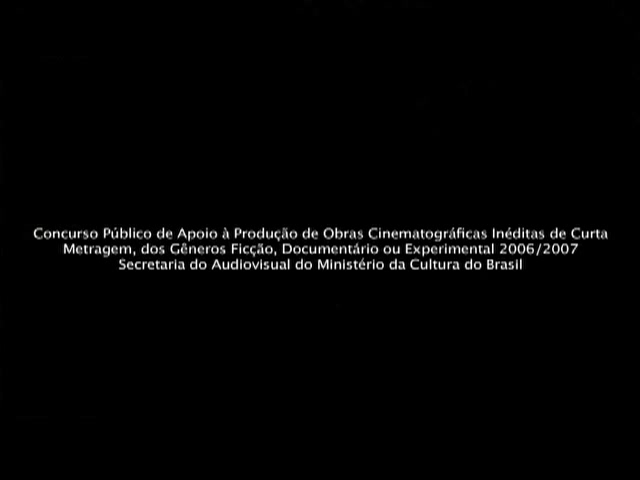 Concurso Público de Apoio à Produção de Obras Cinematográficas Inéditas de Curta
Metragem, dos Gêneros Ficção, Documentário ou Experimental 2006/2007
Secretaria do Audiovisual do Ministério da Cultura do Brasil